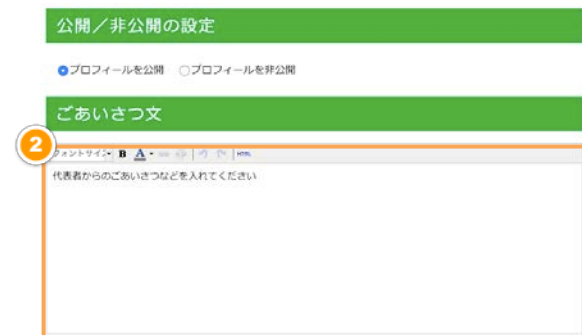 公開／非公開の設定
プロフィールを公開 プロフィールを非公開
ごあいさつ文
2
フォントサイズ B A HTML
代表者からのごあいさつなどを入れてください